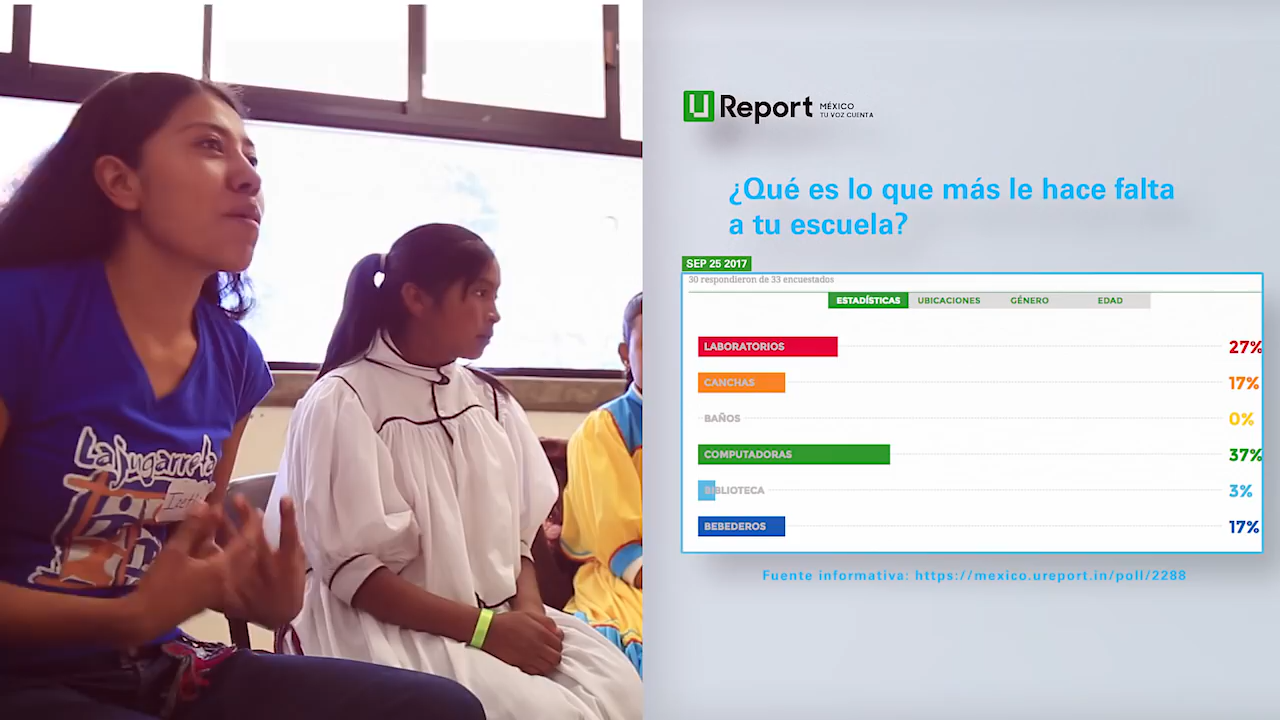 Lajugarreta
U Report MÉXICO
TU VOZ CUENTA
¿Qué es lo que más le hace falta
a tu escuela?
SEP 25 2017
30 respondieron de 33 encuestados
ESTADÍSTICAS UBICACIONES GÉNERO EDAD
LABORATORIOS 27%
CANCHAS 17%
BAÑOS 0%
COMPUTADORAS 37%
BIBLIOTECA 3%
BEBEDEROS 17%
Fuente informativa: https://mexico.ureport.in/poll/2288